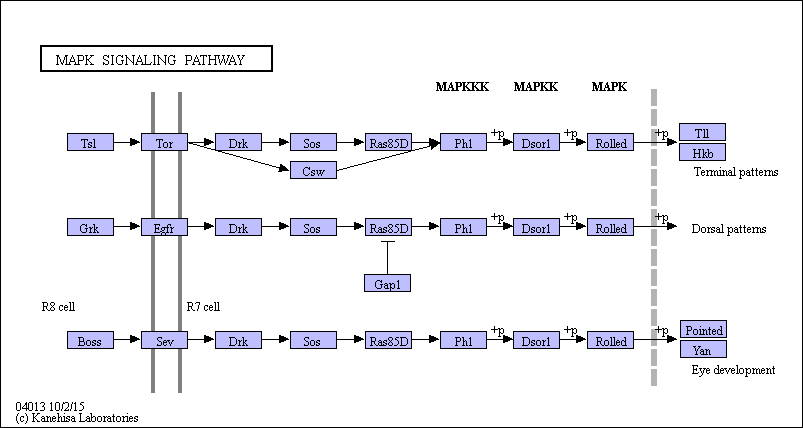 MAPK SIGNALING PATHWAY
MAPKKK MAPKK MAPK
Tsl Tor Drk Sos Ras85D Ph1 +p Dsor1 +p Rolled +p Tll
Csw Hkb
Terminal patterns
Grk Egfr Drk Sos Ras85D Ph1 +p Dsor1 +p Rolled +p Dorsal patterns
Gap1
R8 cell R7 cell
Boss Sev Drk Sos Ras85D Ph1 +p Dsor1 +p Rolled +p Pointed
Yan
Eye development
04013 10/2/15
(c) Kanehisa Laboratories